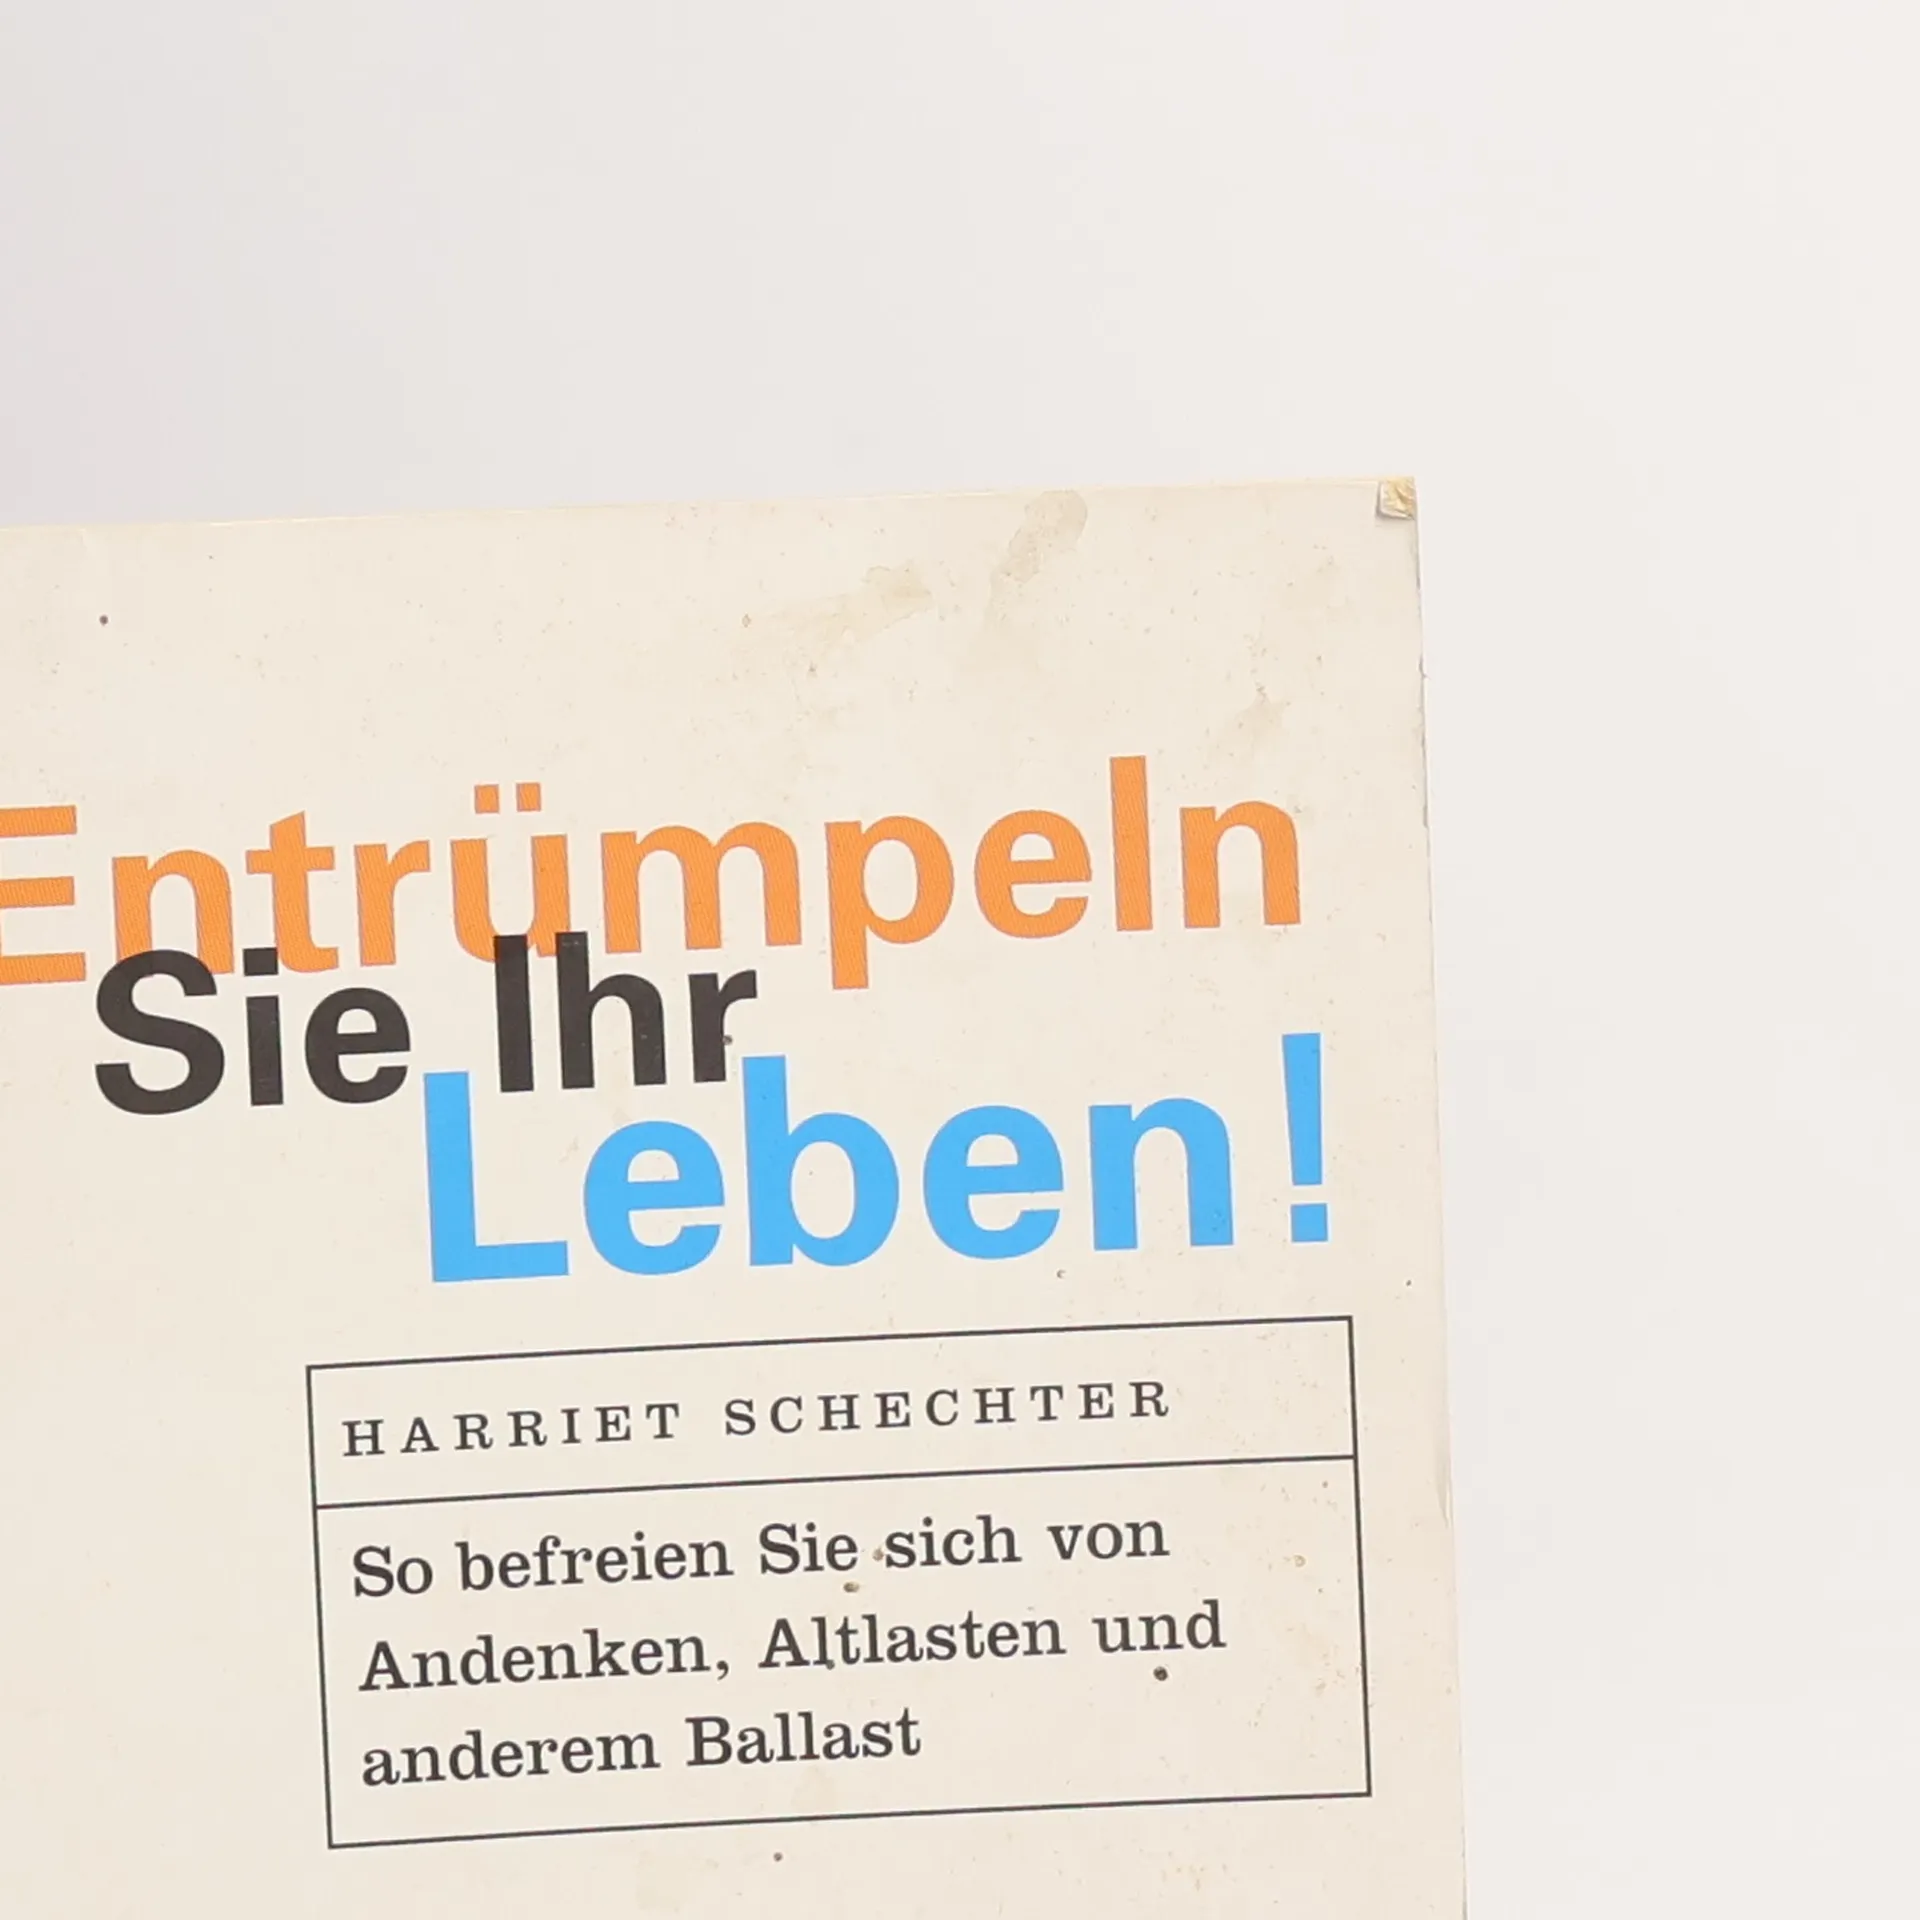 Entrümpeln
Sie Ihr
Leben!
HARRIET SCHECHTER
So befreien Sie sich von
Andenken, Altlasten und
anderem Ballast